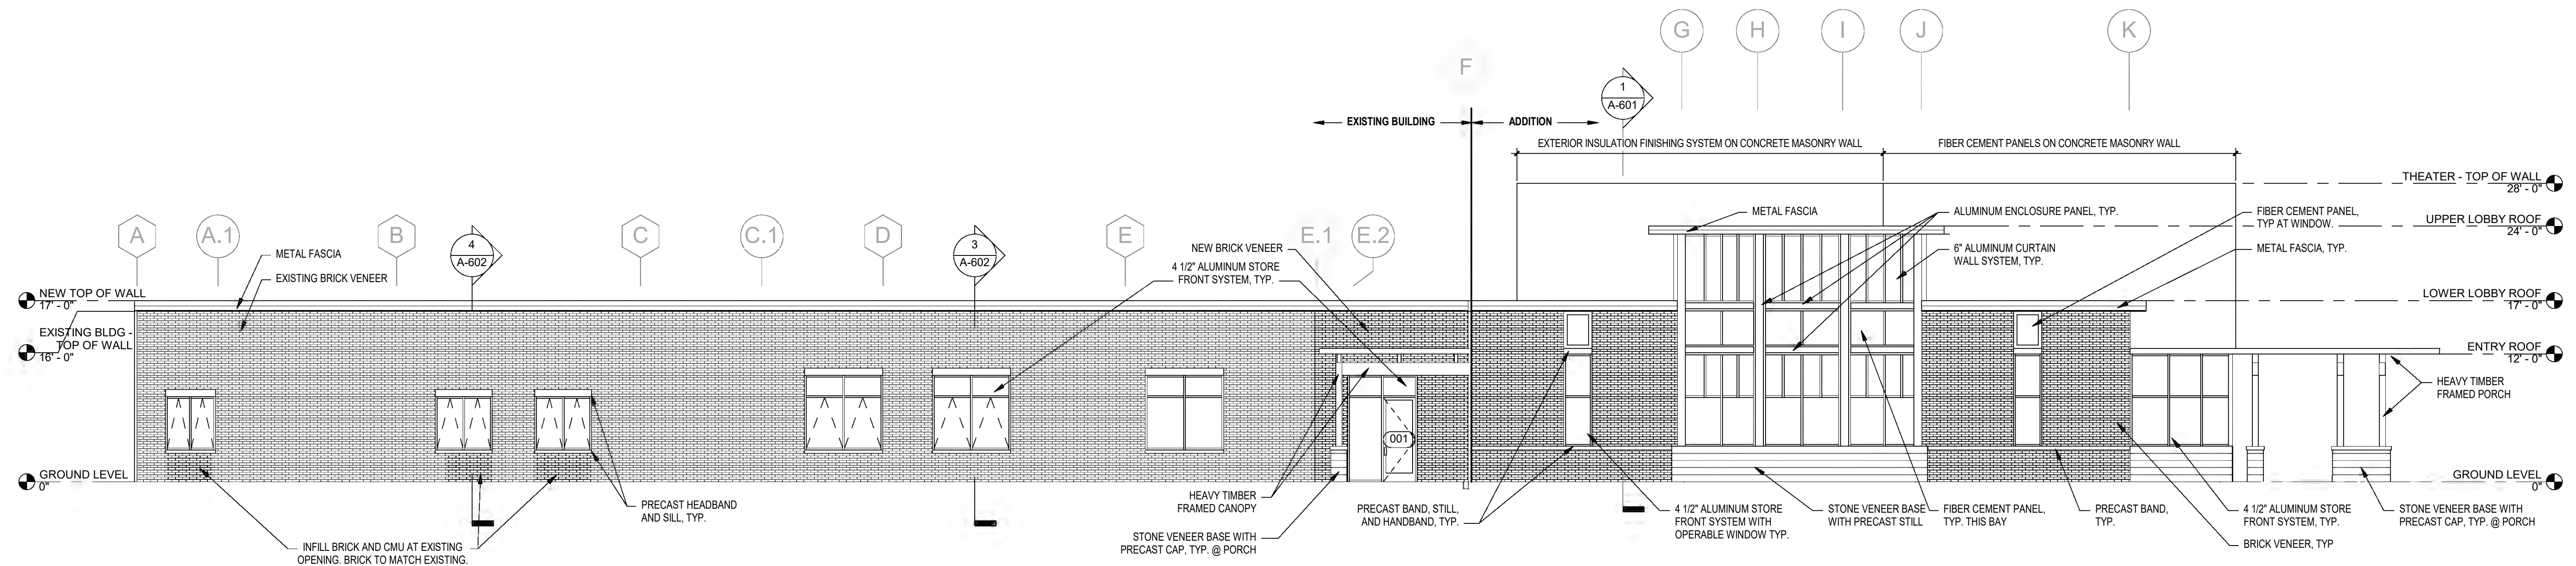 G
H
I
J
K
F
1
A-601
EXISTING BUILDING
ADDITION
EXTERIOR INSULATION FINISHING SYSTEM ON CONCRETE MASONRY WALL
FIBER CEMENT PANELS ON CONCRETE MASONRY WALL
THEATER - TOP OF WALL
28' - 0"
METAL FASCIA
ALUMINUM ENCLOSURE PANEL, TYP.
FIBER CEMENT PANEL,
TYP AT WINDOW.
UPPER LOBBY ROOF
24' - 0"
A
A.1
B
4
A-602
C
C.1
D
3
A-602
E
E.1
E.2
METAL FASCIA
EXISTING BRICK VENEER
NEW BRICK VENEER
4 1/2" ALUMINUM STORE
FRONT SYSTEM, TYP.
6" ALUMINUM CURTAIN
WALL SYSTEM, TYP.
METAL FASCIA, TYP.
NEW TOP OF WALL
17' - 0"
LOWER LOBBY ROOF
17' - 0"
EXISTING BLDG -
TOP OF WALL
16' - 0"
ENTRY ROOF
12' - 0"
HEAVY TIMBER
FRAMED PORCH
001
GROUND LEVEL
0"
GROUND LEVEL
0"
INFILL BRICK AND CMU AT EXISTING
OPENING. BRICK TO MATCH EXISTING.
PRECAST HEADBAND
AND SILL, TYP.
HEAVY TIMBER
FRAMED CANOPY
STONE VENEER BASE WITH
PRECAST CAP, TYP. @ PORCH
PRECAST BAND, STILL,
AND HANDBAND, TYP.
4 1/2" ALUMINUM STORE
FRONT SYSTEM WITH
OPERABLE WINDOW TYP.
STONE VENEER BASE
WITH PRECAST STILL
FIBER CEMENT PANEL,
TYP. THIS BAY
PRECAST BAND,
TYP.
4 1/2" ALUMINUM STORE
FRONT SYSTEM, TYP.
BRICK VENEER, TYP
STONE VENEER BASE WITH
PRECAST CAP, TYP. @ PORCH